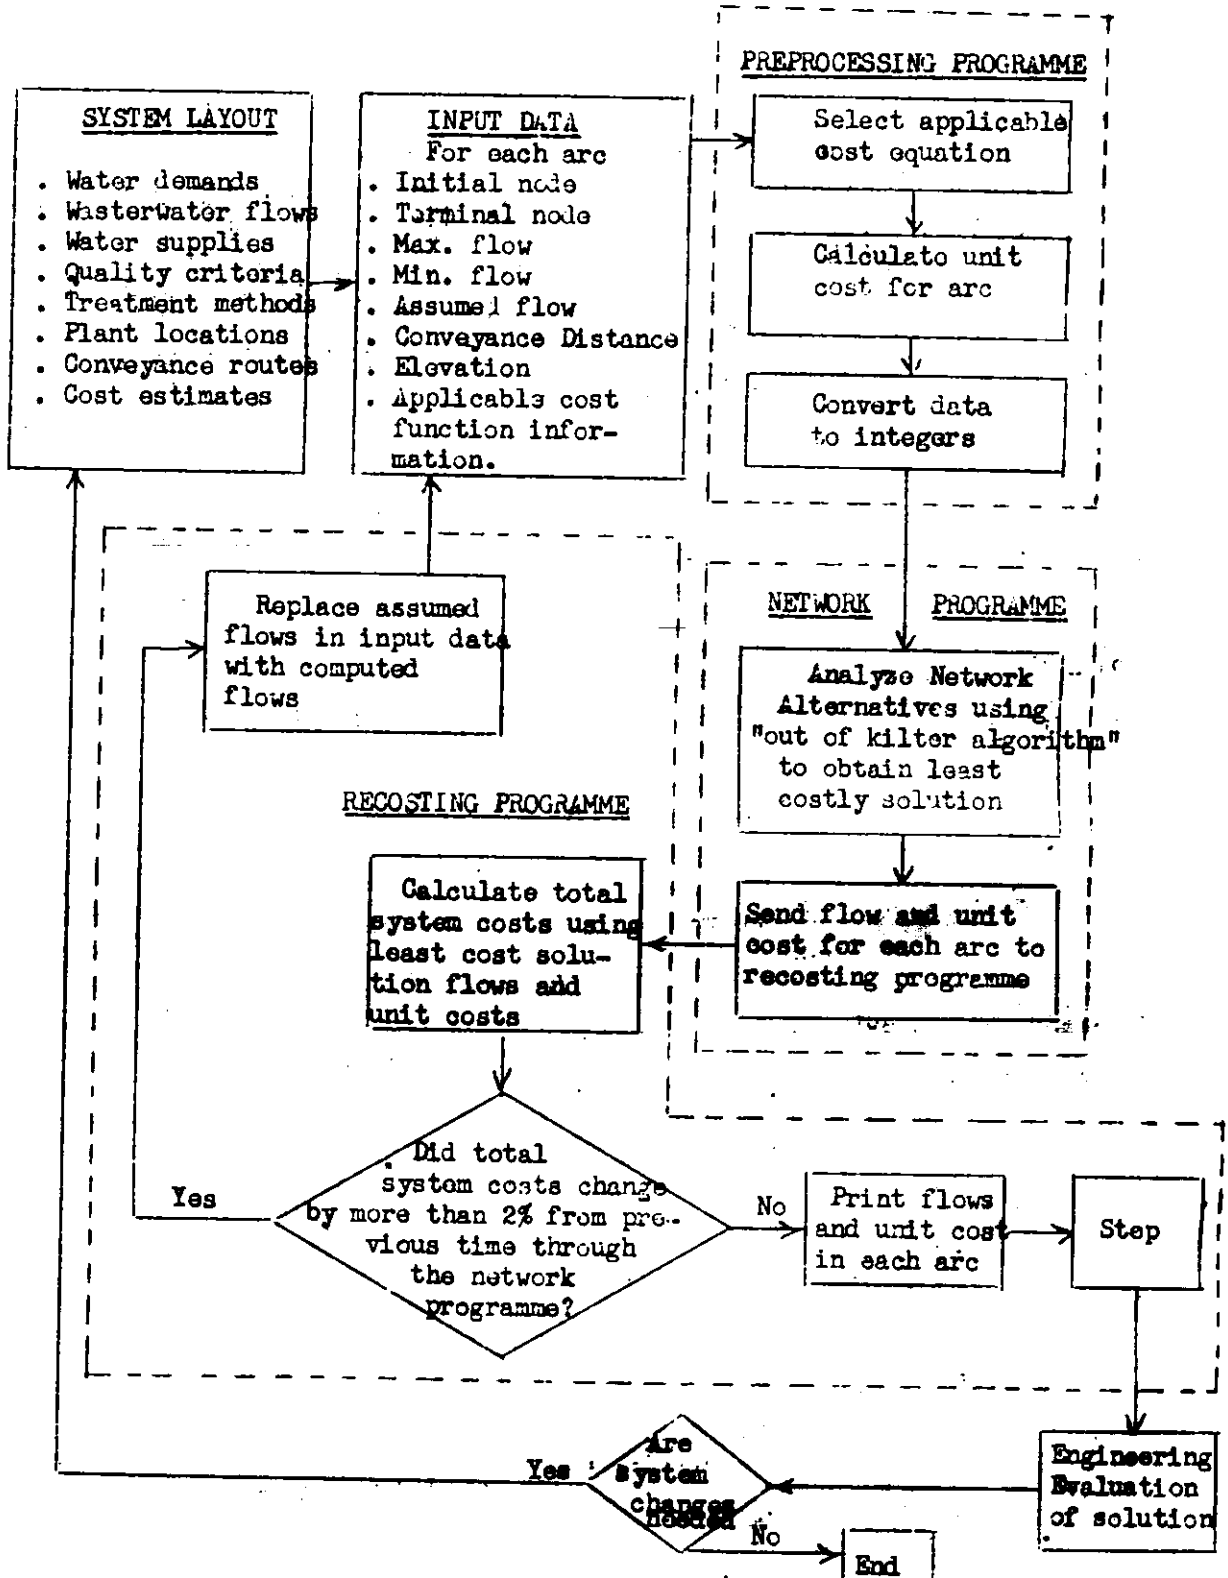 SYSTEM LAYOUT
. Water demands
. WasterWater flows
. Water supplies
. Quality criteria
. Treatment methods
. Plant locations
. Conveyance routes
. Cost estimates
INPUT DATA
For each arc
. Initial node
. Terminal node
. Max. flow
. Min. flow
. Assumed flow
. Conveyance Distance
. Elevation
. Applicable cost
function infor-
mation.
PREPROCESSING PROGRAMME
Select applicable
cost equation
Calculate unit
cost for arc
Convert data
to integers
NETWORK PROGRAMME
Analyze Network
Alternatives using
"out of kilter algorithm"
to obtain least
costly solution
Send flow and unit
cost for each arc to
recosting programme
Replace assumed
flows in input data
with computed
flows
RECOSTING PROGRAMME
Calculate total
system costs using
least cost solu-
tion flows and
unit costs
Did total
system costs change
by more than 2% from pre-
vious time through
the network
programme?
Yes
No
Print flows
and unit cost
in each arc
Step
Engineering
Evaluation
of solution
Are
system
changes
needed
Yes
No
End